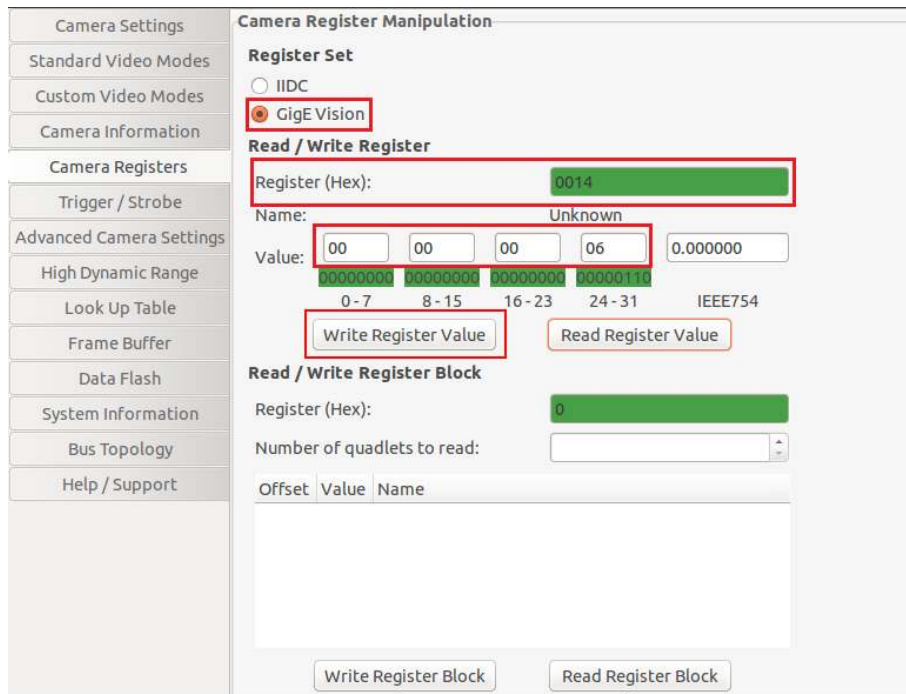 Camera Settings
Standard Video Modes
Custom Video Modes
Camera Information
Camera Registers
Trigger / Strobe
Advanced Camera Settings
High Dynamic Range
Look Up Table
Frame Buffer
Data Flash
System Information
Bus Topology
Help / Support
Camera Register Manipulation
Register Set
IIDC
GigE Vision
Read / Write Register
Register (Hex): 0014
Name: Unknown
Value: 00 00 00 06 0.000000
00000000 00000000 00000000 00000110
0 - 7 8 - 15 16 - 23 24 - 31 IEEE754
Write Register Value Read Register Value
Read / Write Register Block
Register (Hex): 0
Number of quadlets to read:
Offset Value Name
Write Register Block Read Register Block